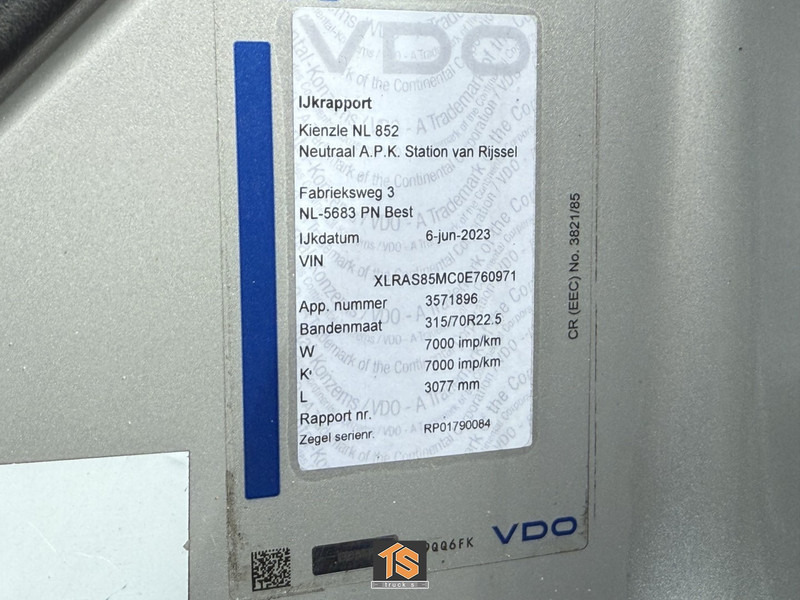 VDO
IJkrapport
Kienzle NL 852
Neutraal A.P.K. Station van Rijssel
Fabrieksweg 3
NL-5683 PN Best
IJkdatum 6-jun-2023
VIN
XLRAS85MC0E760971
App. nummer 3571896
Bandenmaat 315/70R22.5
W 7000 imp/km
K 7000 imp/km
L 3077 mm
Rapport nr.
Zegel serienr. RP01790084
CR (EEC) No. 3821/85
VDO
TS